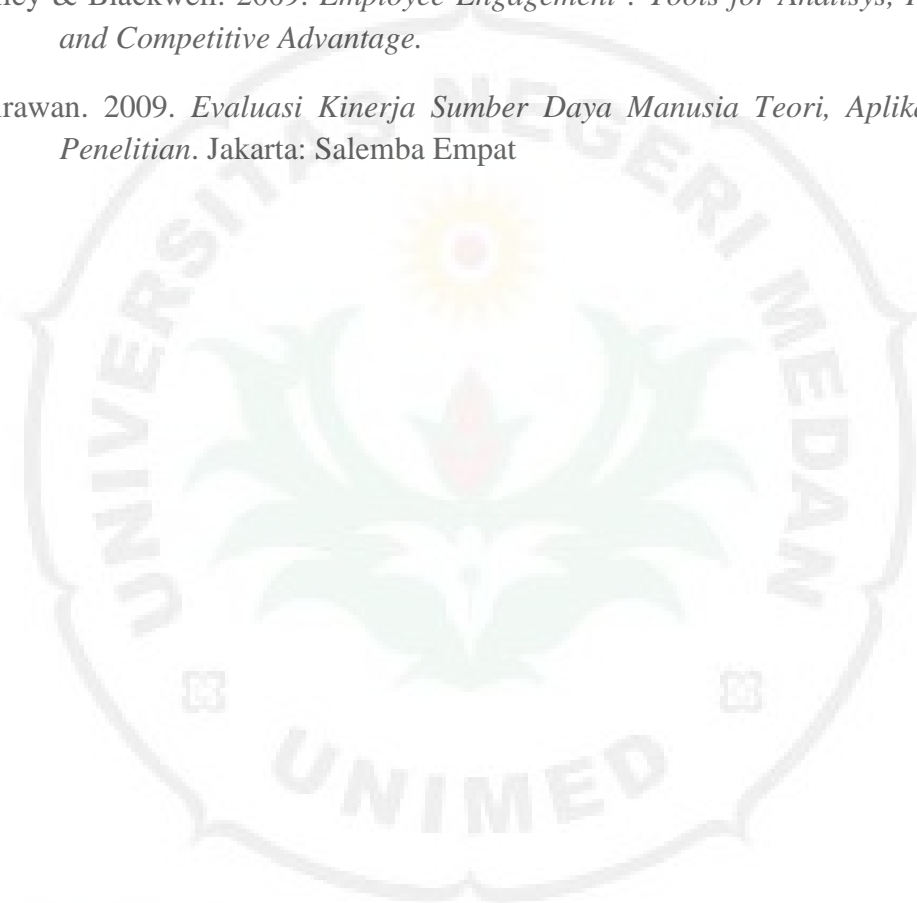 ley & Blackwell. 2009. Employee Engagement : Tools for Analisys,
and Competitive Advantage.
irawan. 2009. Evaluasi Kinerja Sumber Daya Manusia Teori, Aplika
Penelitian. Jakarta: Salemba Empat
UNIVERSITAS NEGERI MEDAN
UNIMED